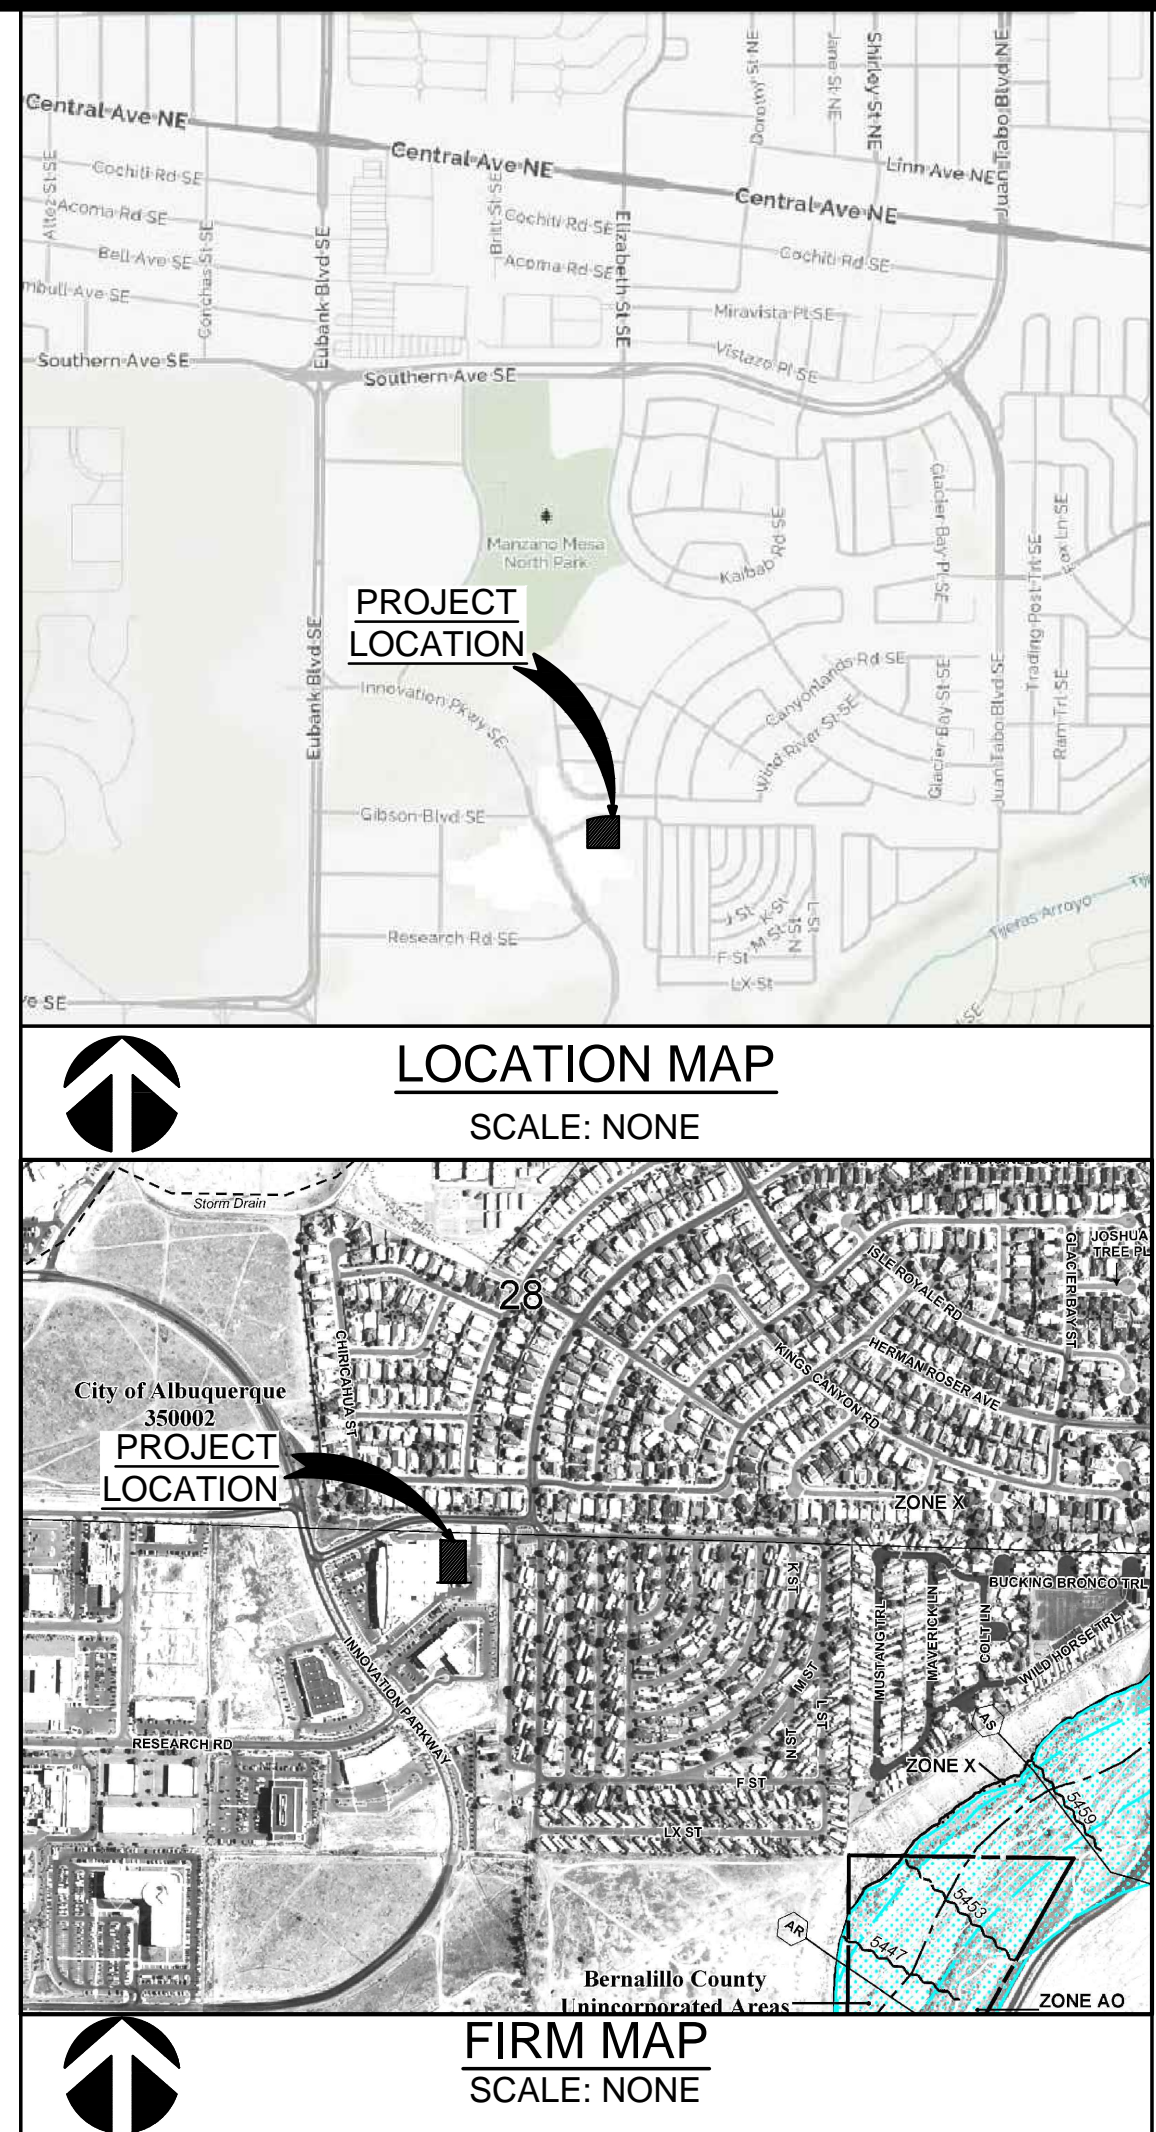 Dorothy St NE
Jane St NE
Shirley St NE
Juan Tabo Blvd NE
Central Ave NE
Central Ave NE
Central Ave NE
Linn Ave NE
Altez St SE
Cochiti Rd SE
Acoma Rd SE
Bell Ave SE
mbull Ave SE
Conchas St SE
Eubank Blvd SE
Britt St SE
Cochiti Rd SE
Acoma Rd SE
Elizabeth St SE
Cochiti Rd SE
Miravista Pl SE
Vistazo Pl SE
Southern Ave SE
Southern Ave SE
Glacier Bay Pl SE
Manzano Mesa
North Park
Kaibab Rd SE
Trading Post Trl SE
Fox Ln SE
PROJECT
LOCATION
Eubank Blvd SE
Innovation Pkwy SE
Canyonlands Rd SE
Wind River St SE
Glacier Bay St SE
Juan Tabo Blvd SE
Ram Trl SE
Gibson Blvd SE
Research Rd SE
J St
K St
M St
N St
L St
F St
LX St
Tijeras Arroyo
Tij
ve SE
SE
LOCATION MAP
SCALE: NONE
Storm Drain
28
ISLE ROYALE RD
GLACIER BAY ST
JOSHUA
TREE PL
CHIRICAHUA ST
KINGS CANYON RD
HERMAN ROSER AVE
City of Albuquerque
350002
PROJECT
LOCATION
ZONE X
K ST
BUCKING BRONCO TRL
MUSTANG TRL
MAVERICK LN
COLT LN
WILD HORSE TRL
INNOVATION PARKWAY
M ST
L ST
N ST
AS
RESEARCH RD
F ST
ZONE X
LX ST
5459
5453
AR
5447
Bernalillo County
Unincorporated Areas
ZONE AO
FIRM MAP
SCALE: NONE